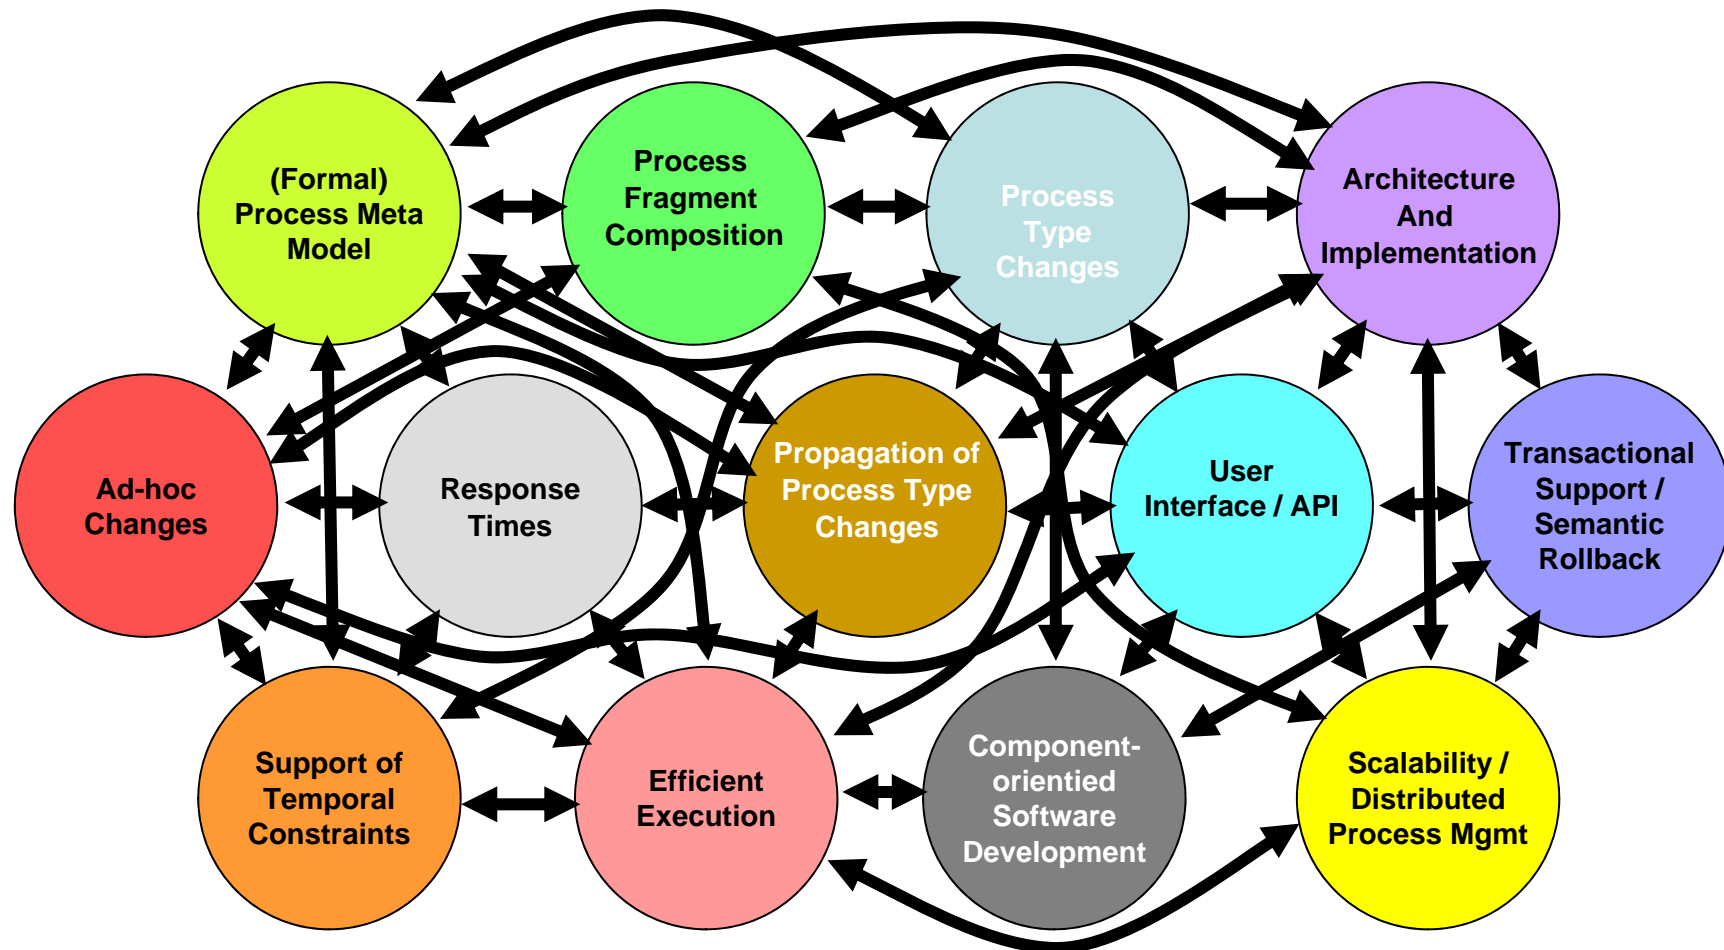 (Formal)
Process Meta
Model
Process
Fragment
Composition
Process
Type
Changes
Architecture
And
Implementation
Ad-hoc
Changes
Response
Times
Propagation of
Process Type
Changes
User
Interface / API
Transactional
Support /
Semantic
Rollback
Support of
Temporal
Constraints
Efficient
Execution
Component-
orientied
Software
Development
Scalability /
Distributed
Process Mgmt